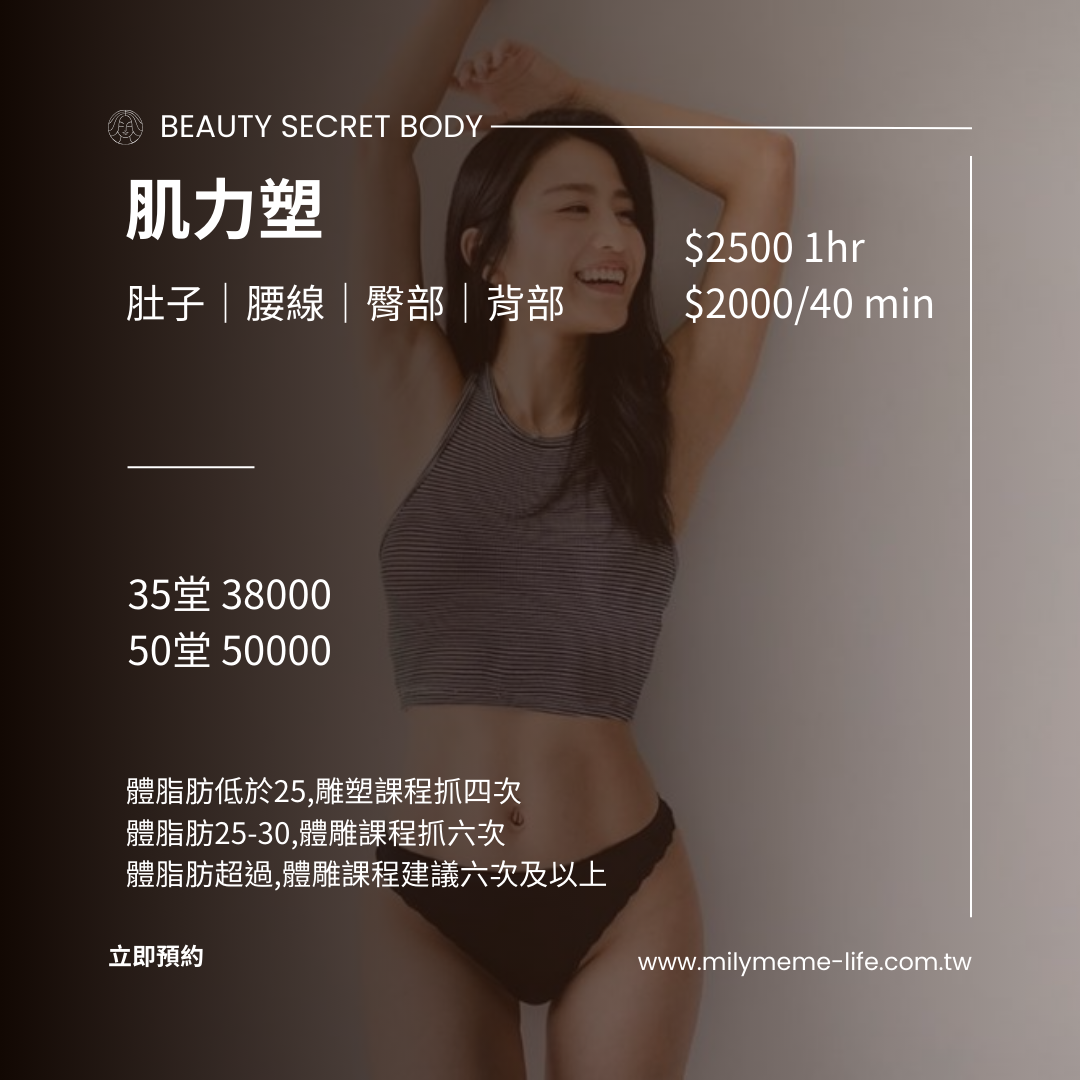 BEAUTY SECRET BODY
肌力塑
肚子｜腰線｜臀部｜背部
$2500 1hr
$2000/40 min
35堂 38000
50堂 50000
體脂肪低於25,雕塑課程抓四次
體脂肪25-30,體雕課程抓六次
體脂肪超過,體雕課程建議六次及以上
立即預約
www.milymeme-life.com.tw